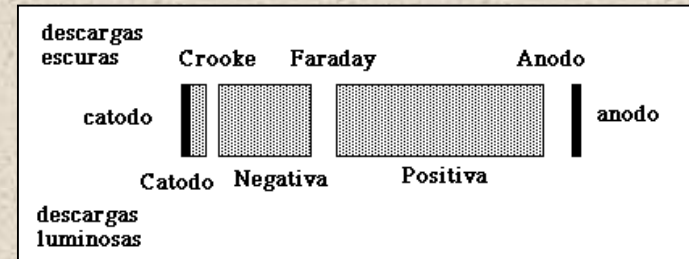 descargas
escuras
Crooke Faraday Anodo
catodo anodo
Catodo Negativa Positiva
descargas
luminosas